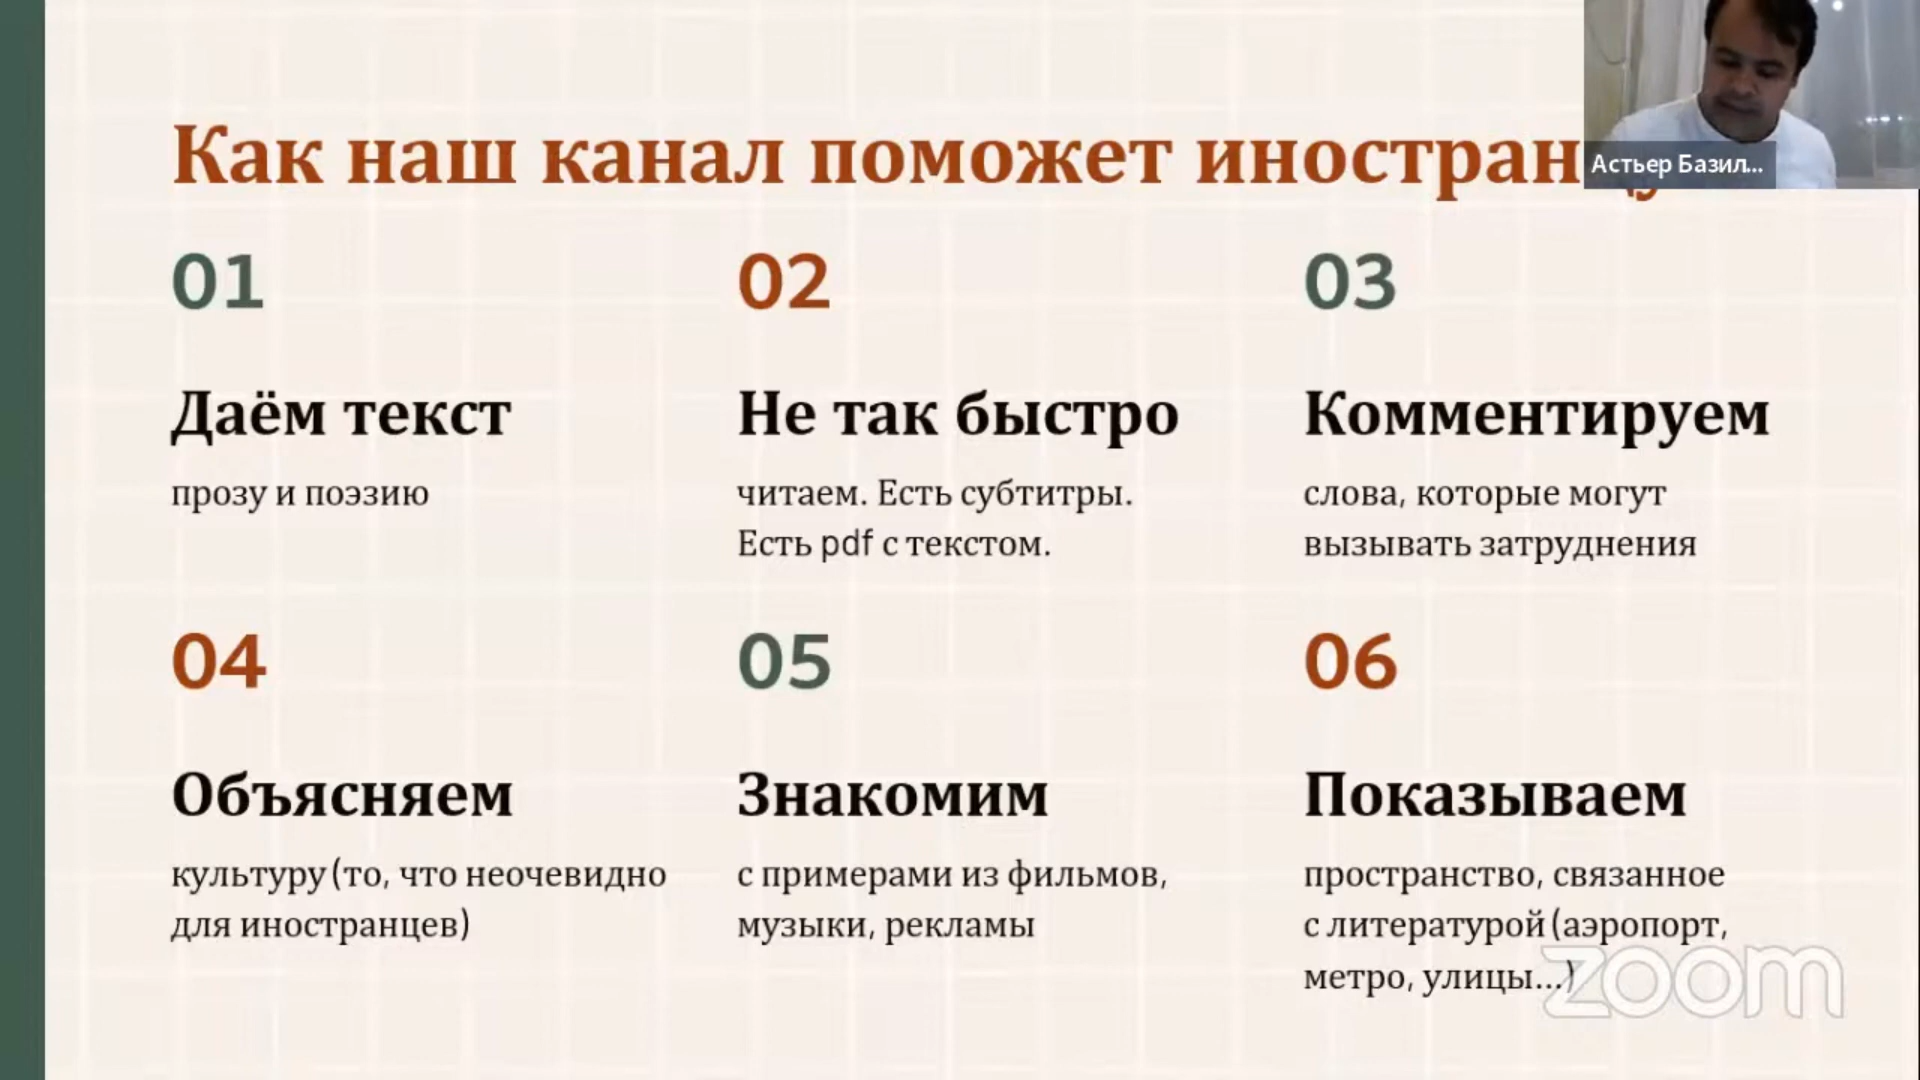 Как наш канал поможет
Астьер Базил...
01
02
03
Даём текст
Не так быстро
Комментируем
прозу и поэзию
читаем. Есть субтитры.
Есть pdf с текстом.
слова, которые могут
вызывать затруднения
04
05
06
Объясняем
Знакомим
Показываем
культуру (то, что неочевидно
для иностранцев)
с примерами из фильмов,
музыки, рекламы
пространство, связанное
с литературой (аэропорт,
метро, улицы...)
zoom